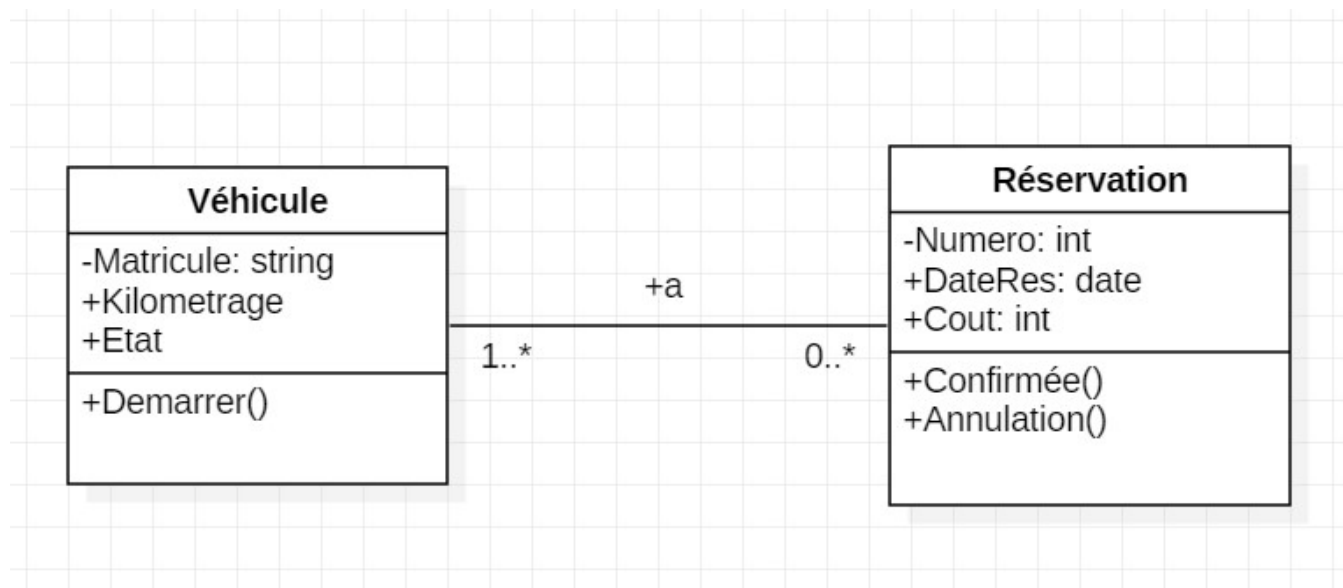 Véhicule
-Matricule: string
+Kilometrage
+Etat
+Demarrer()
+a
1..*
0..*
Réservation
-Numero: int
+DateRes: date
+Cout: int
+Confirmée()
+Annulation()